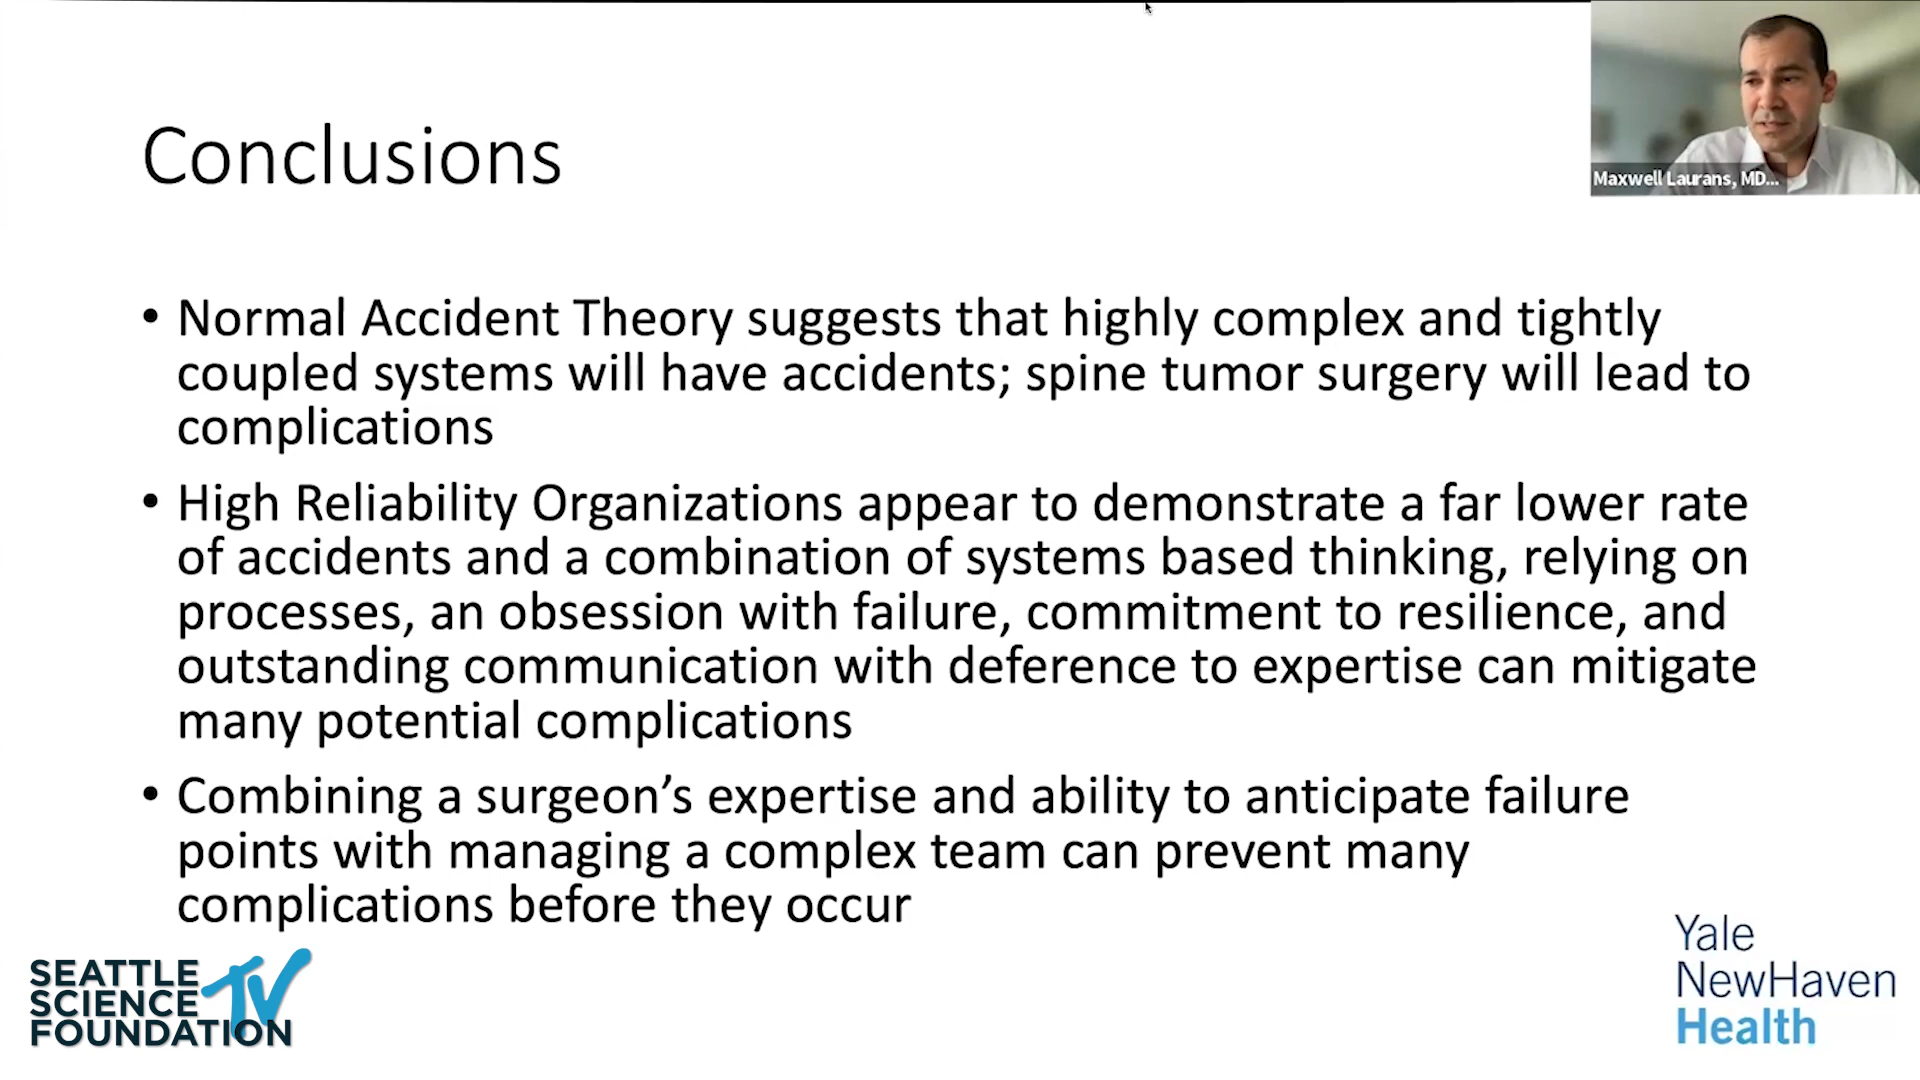 Conclusions
Maxwell Laurans, MD...
• Normal Accident Theory suggests that highly complex and tightly
coupled systems will have accidents; spine tumor surgery will lead to
complications
• High Reliability Organizations appear to demonstrate a far lower rate
of accidents and a combination of systems based thinking, relying on
processes, an obsession with failure, commitment to resilience, and
outstanding communication with deference to expertise can mitigate
many potential complications
• Combining a surgeon’s expertise and ability to anticipate failure
points with managing a complex team can prevent many
complications before they occur
SEATTLE
SCIENCE
FOUNDATION
TV
Yale
NewHaven
Health